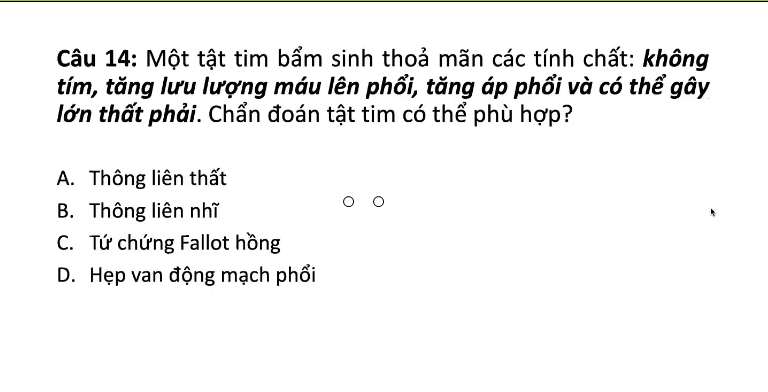 Câu 14: Một tật tim bẩm sinh thoả mãn các tính chất: không
tím, tăng lưu lượng máu lên phổi, tăng áp phổi và có thể gây
lớn thất phải. Chẩn đoán tật tim có thể phù hợp?
A. Thông liên thất
B. Thông liên nhĩ
C. Tứ chứng Fallot hồng
D. Hẹp van động mạch phổi